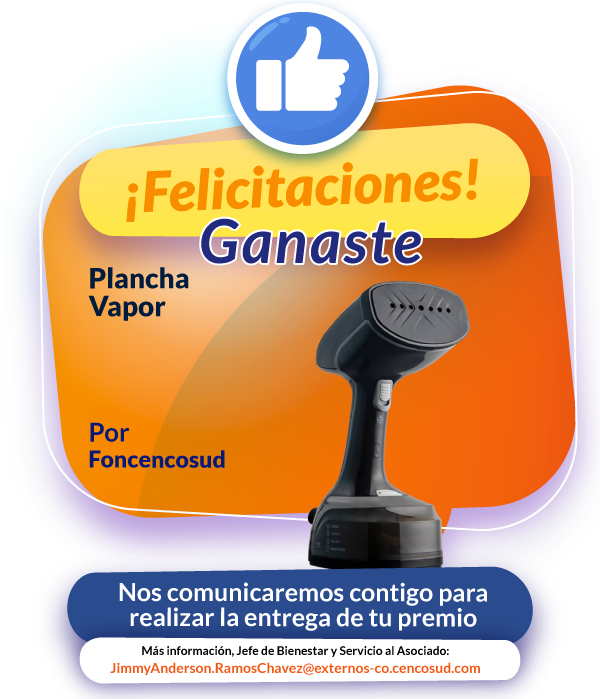 ¡Felicitaciones!
Ganaste
Plancha
Vapor
Por
Foncencosud
Nos comunicaremos contigo para
realizar la entrega de tu premio
Más información, Jefe de Bienestar y Servicio al Asociado:
JimmyAnderson.RamosChavez@externos-co.cencosud.com